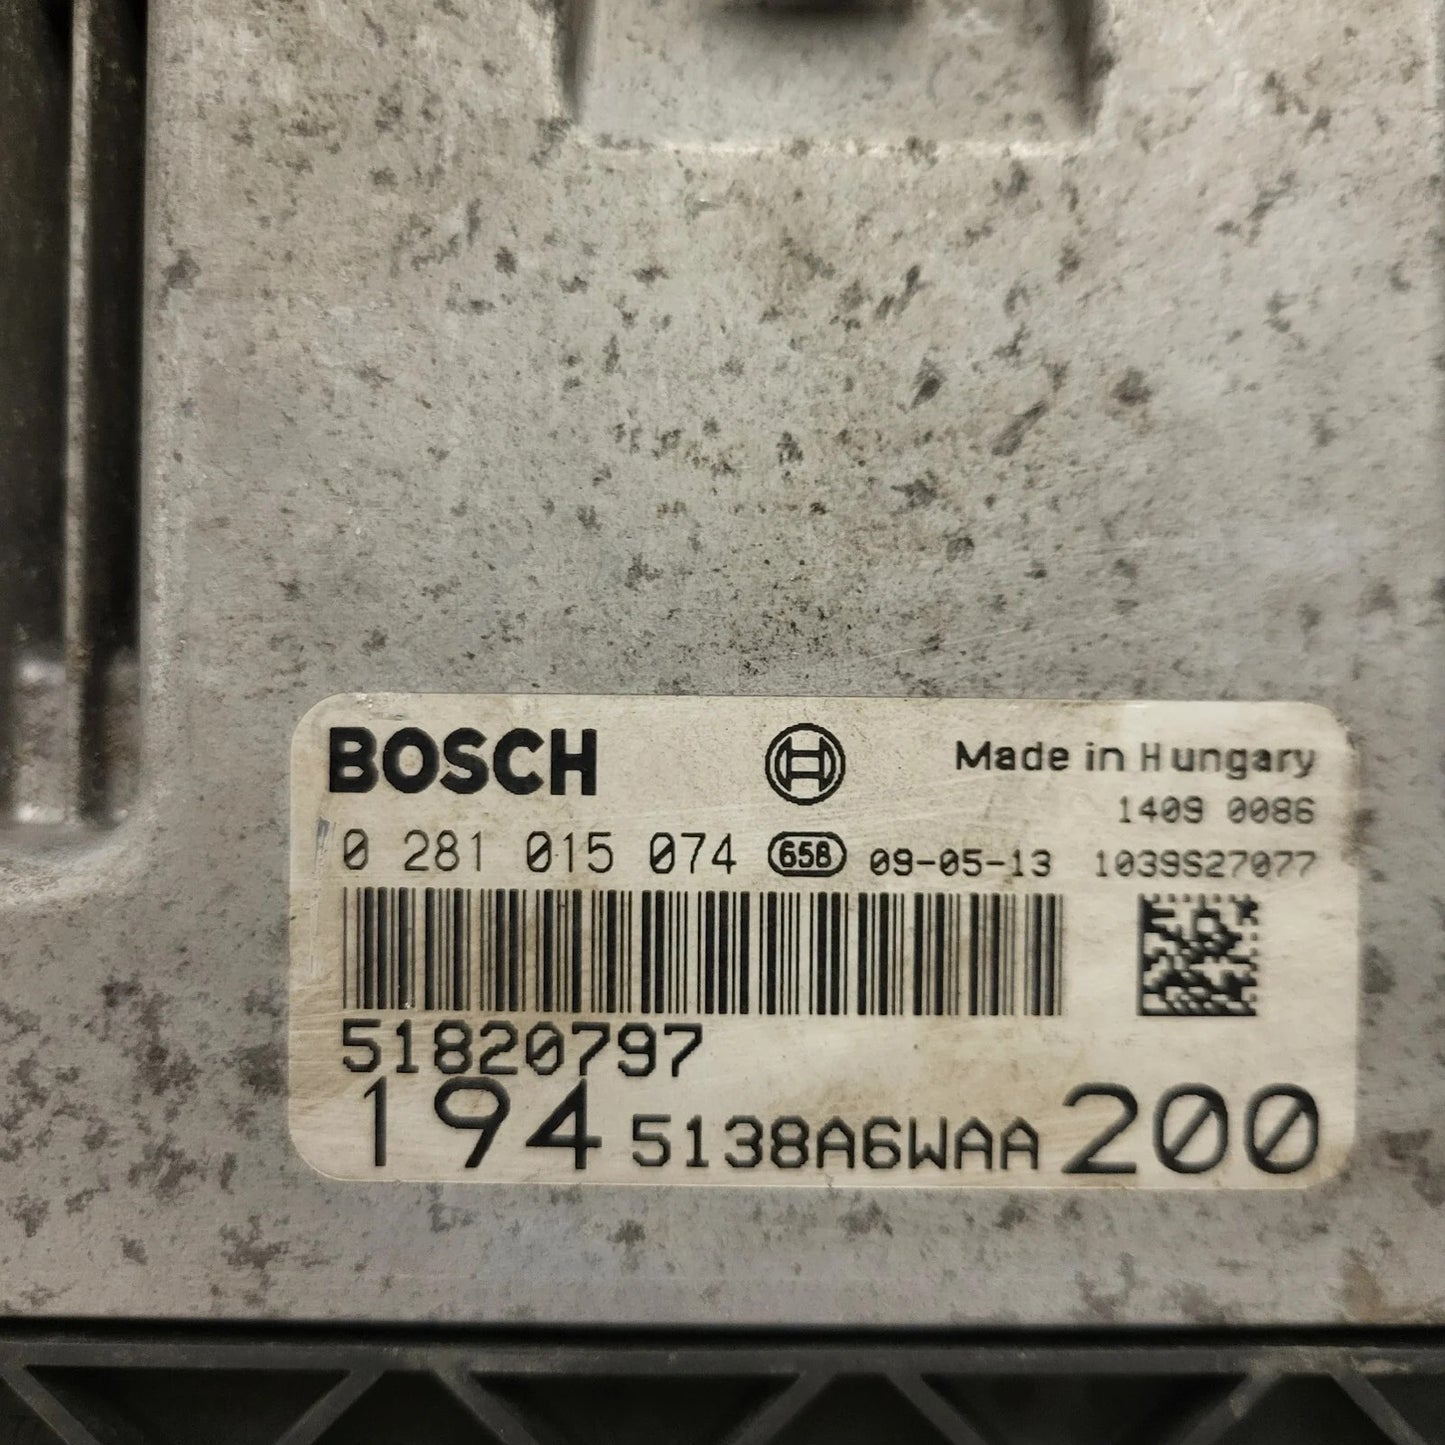 BOSCH Made in Hungary
1409 0086
0 281 015 074 658 09-05-13 1039S27077
51820797
194 5138A6WAA 200